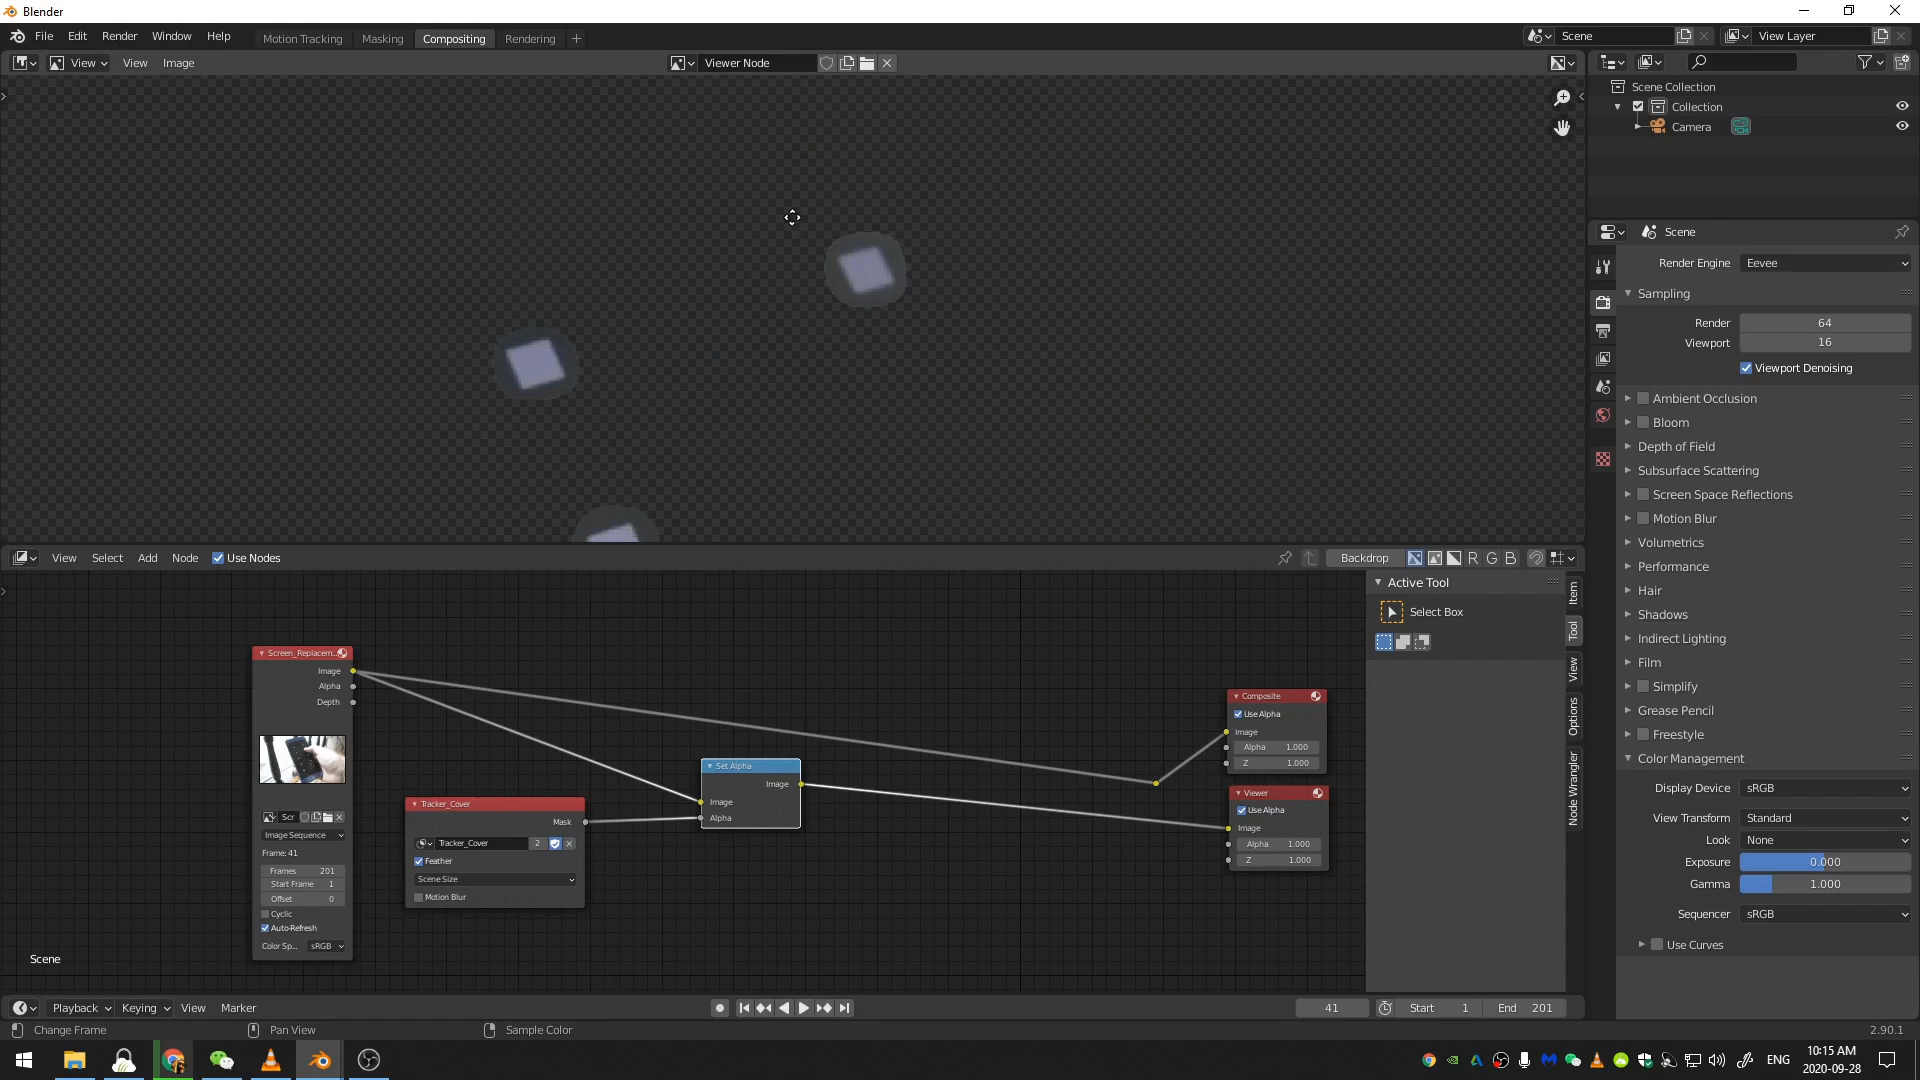 Blender
File Edit Render Window Help Motion Tracking Masking Compositing Rendering + Scene View Layer
View View Image Viewer Node
Scene Collection
Collection
Camera
Scene
Render Engine Eevee
Sampling
Render 64
Viewport 16
Viewport Denoising
Ambient Occlusion
Bloom
Depth of Field
Subsurface Scattering
Screen Space Reflections
Motion Blur
Volumetrics
Performance
Hair
Shadows
Indirect Lighting
Film
Simplify
Grease Pencil
Freestyle
Color Management
Display Device sRGB
View Transform Standard
Look None
Exposure 0.000
Gamma 1.000
Sequencer sRGB
Use Curves
View Select Add Node Use Nodes Backdrop R G B
Active Tool
Select Box
Item
Tool
View
Options
Node Wrangler
Screen_Replacem...
Image
Alpha
Depth
Scr
Image Sequence
Frame: 41
Frames 201
Start Frame 1
Offset 0
Cyclic
Auto-Refresh
Color Sp... sRGB
Tracker_Cover
Mask
Tracker_Cover 2
Feather
Scene Size
Motion Blur
Set Alpha
Image
Image
Alpha
Composite
Use Alpha
Image
Alpha 1.000
Z 1.000
Viewer
Use Alpha
Image
Alpha 1.000
Z 1.000
Scene
Playback Keying View Marker 41 Start 1 End 201
Change Frame Pan View Sample Color 2.90.1
ENG
10:15 AM
2020-09-28